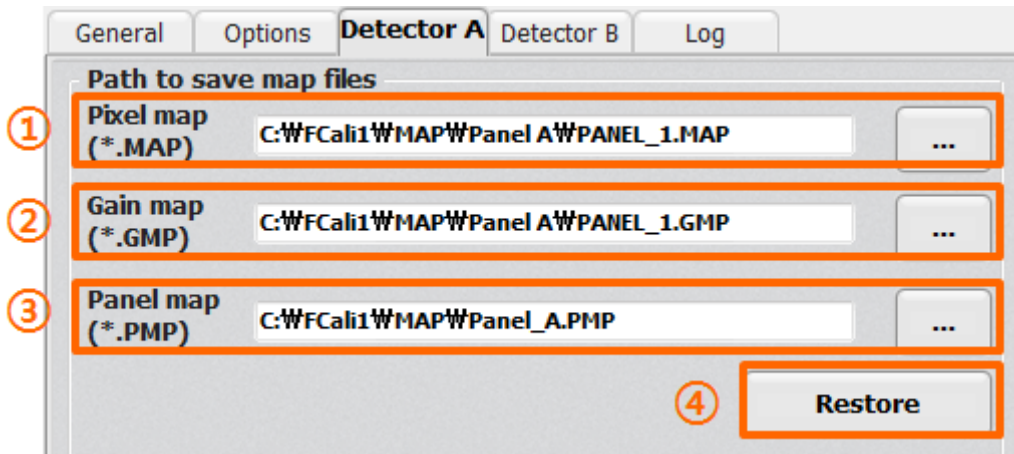 General Options Detector A Detector B Log
Path to save map files
① Pixel map
(*.MAP) C:₩FCali1₩MAP₩Panel A₩PANEL_1.MAP ...
② Gain map
(*.GMP) C:₩FCali1₩MAP₩Panel A₩PANEL_1.GMP ...
③ Panel map
(*.PMP) C:₩FCali1₩MAP₩Panel_A.PMP ...
④ Restore